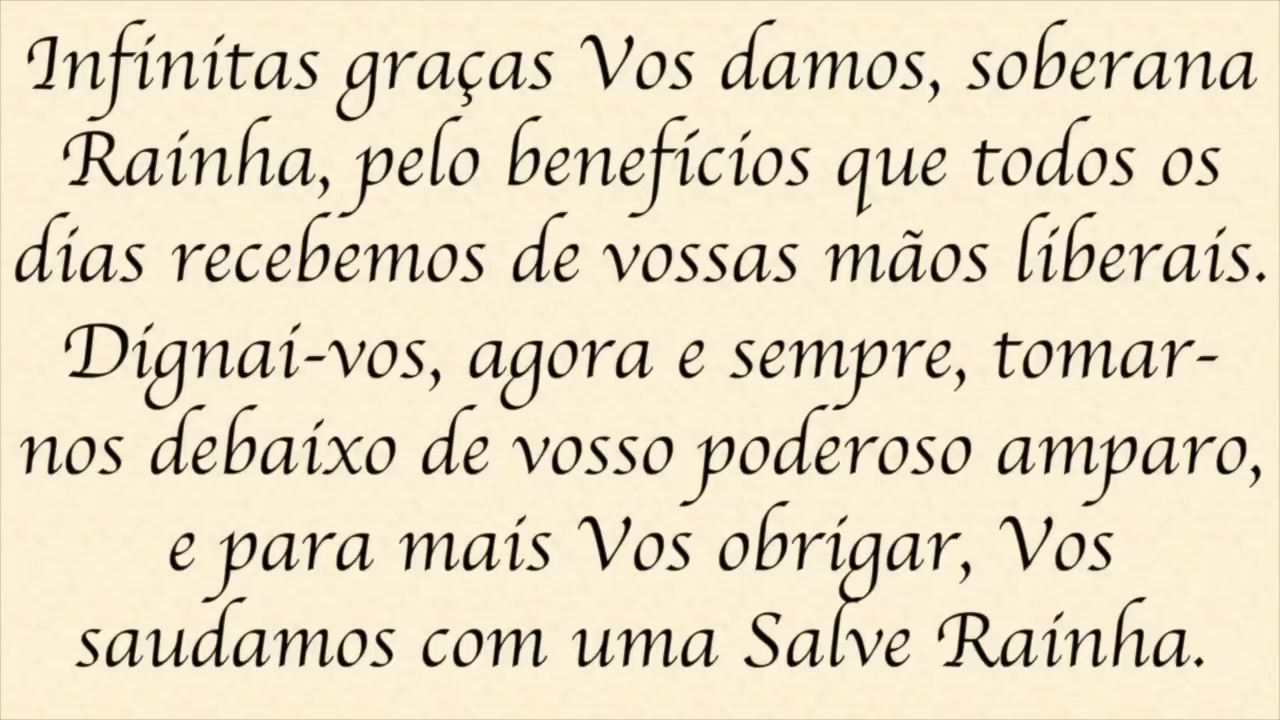 Infinitas graças Vos damos, soberana
Rainha, pelo benefícios que todos os
dias recebemos de vossas mãos liberais.
Dignai-vos, agora e sempre, tomar-
nos debaixo de vosso poderoso amparo,
e para mais Vos obrigar, Vos
saudamos com uma Salve Rainha.